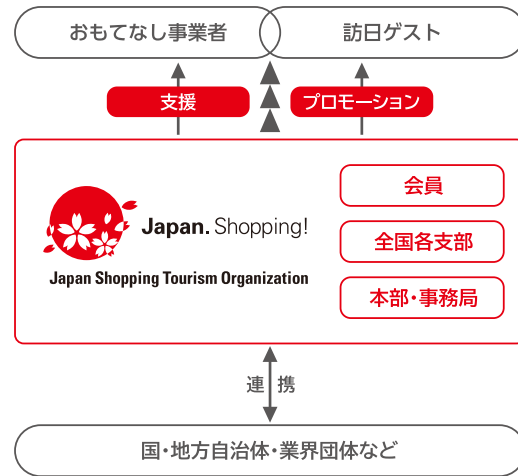 おもてなし事業者
訪日ゲスト
支援
プロモーション
Japan. Shopping!
Japan Shopping Tourism Organization
会員
全国各支部
本部・事務局
連携
国・地方自治体・業界団体など